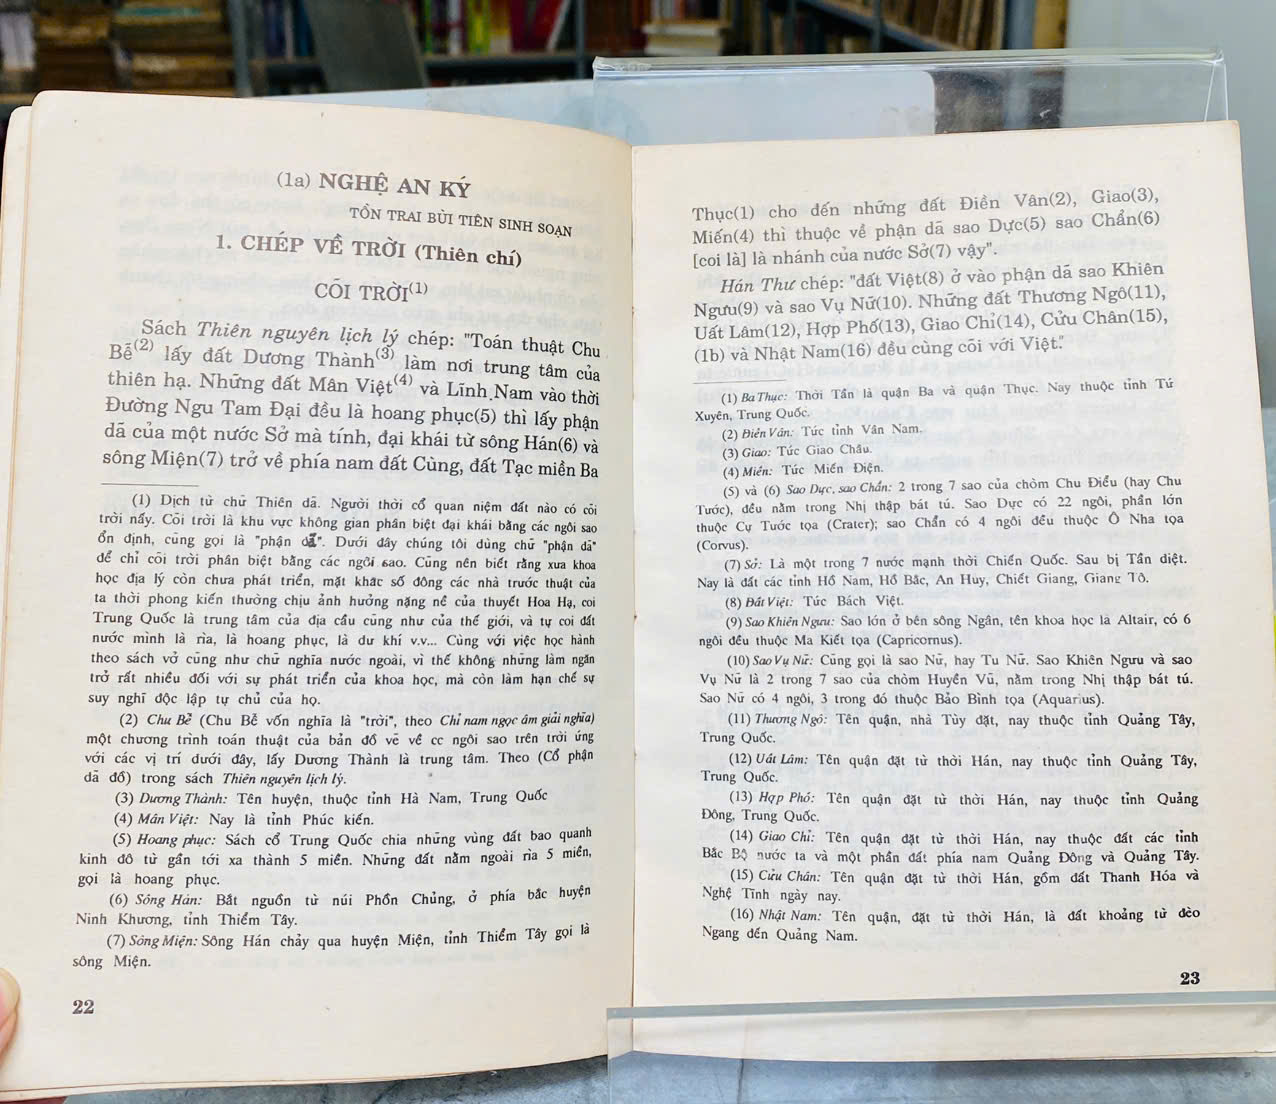 (1a) NGHỆ AN KÝ
TỒN TRAI BÙI TIÊN SINH SOẠN
1. CHÉP VỀ TRỜI (Thiên chí)
CÕI TRỜI(1)
Sách Thiên nguyên lịch lý chép: "Toán thuật Chu
Bễ(2) lấy đất Dương Thành(3) làm nơi trung tâm của
thiên hạ. Những đất Mân Việt(4) và Lĩnh Nam vào thời
Đường Ngu Tam Đại đều là hoang phục(5) thì lấy phận
dã của một nước Sở mà tính, đại khái từ sông Hán(6) và
sông Miện(7) trở về phía nam đất Cùng, đất Tạc miền Ba
(1) Dịch từ chữ Thiên dã. Người thời cổ quan niệm đất nào có cõi
trời nấy. Cõi trời là khu vực không gian phân biệt đại khái bằng các ngôi sao
ổn định, cũng gọi là "phận dã". Dưới đây chúng tôi dùng chữ "phận dã"
để chỉ cõi trời phân biệt bằng các ngôi sao. Cũng nên biết rằng xưa khoa
học địa lý còn chưa phát triển, mặt khác số đông các nhà trước thuật của
ta thời phong kiến thường chịu ảnh hưởng nặng nề của thuyết Hoa Hạ, coi
Trung Quốc là trung tâm của địa cầu cũng như của thế giới, và tự coi đất
nước mình là rìa, là hoang phục, là dư khí v.v... Cùng với việc học hành
theo sách vở cũng như chữ nghĩa nước ngoài, vì thế không những làm ngăn
trở rất nhiều đối với sự phát triển của khoa học, mà còn làm hạn chế sự
suy nghĩ độc lập tự chủ của họ.
(2) Chu Bễ (Chu Bễ vốn nghĩa là "trời", theo Chỉ nam ngọc âm giải nghĩa)
một chương trình toán thuật của bản đồ vẽ về cc ngôi sao trên trời ứng
với các vị trí dưới đây, lấy Dương Thành là trung tâm. Theo (Cổ phận
dã đồ) trong sách Thiên nguyên lịch lý.
(3) Dương Thành: Tên huyện, thuộc tỉnh Hà Nam, Trung Quốc
(4) Mân Việt: Nay là tỉnh Phúc kiến.
(5) Hoang phục: Sách cổ Trung Quốc chia những vùng đất bao quanh
kinh đô từ gần tới xa thành 5 miền. Những đất nằm ngoài rìa 5 miền,
gọi là hoang phục.
(6) Sông Hán: Bắt nguồn từ núi Phồn Chủng, ở phía bắc huyện
Ninh Khương, tỉnh Thiểm Tây.
(7) Sông Miện: Sông Hán chảy qua huyện Miện, tỉnh Thiểm Tây gọi là
sông Miện.
22
Thục(1) cho đến những đất Điền Vân(2), Giao(3),
Miến(4) thì thuộc về phận dã sao Dực(5) sao Chẩn(6)
[coi là] là nhánh của nước Sở(7) vậy".
Hán Thư chép: "đất Việt(8) ở vào phận dã sao Khiên
Ngưu(9) và sao Vụ Nữ(10). Những đất Thương Ngô(11),
Uất Lâm(12), Hợp Phố(13), Giao Chỉ(14), Cửu Chân(15),
(1b) và Nhật Nam(16) đều cùng cõi với Việt."
(1) Ba Thục: Thời Tần là quận Ba và quận Thục. Nay thuộc tỉnh Tứ
Xuyên, Trung Quốc.
(2) Điền Vân: Tức tỉnh Vân Nam.
(3) Giao: Tức Giao Châu.
(4) Miến: Tức Miến Điện.
(5) và (6) Sao Dực, sao Chẩn: 2 trong 7 sao của chòm Chu Điểu (hay Chu
Tước), đều nằm trong Nhị thập bát tú. Sao Dực có 22 ngôi, phần lớn
thuộc Cự Tước tọa (Crater); sao Chẩn có 4 ngôi đều thuộc Ô Nha tọa
(Corvus).
(7) Sở: Là một trong 7 nước mạnh thời Chiến Quốc. Sau bị Tần diệt.
Nay là đất các tỉnh Hồ Nam, Hồ Bắc, An Huy, Chiết Giang, Giang Tô.
(8) Đất Việt: Tức Bách Việt.
(9) Sao Khiên Ngưu: Sao lớn ở bên sông Ngân, tên khoa học là Altair, có 6
ngôi đều thuộc Ma Kiết tọa (Capricornus).
(10) Sao Vụ Nữ: Cũng gọi là sao Nữ, hay Tu Nữ. Sao Khiên Ngưu và sao
Vụ Nữ là 2 trong 7 sao của chòm Huyền Vũ, nằm trong Nhị thập bát tú.
Sao Nữ có 4 ngôi, 3 trong đó thuộc Bảo Bình tọa (Aquarius).
(11) Thương Ngô: Tên quận, nhà Tùy đặt, nay thuộc tỉnh Quảng Tây,
Trung Quốc.
(12) Uất Lâm: Tên quận đặt từ thời Hán, nay thuộc tỉnh Quảng Tây,
Trung Quốc.
(13) Hợp Phố: Tên quận đặt từ thời Hán, nay thuộc tỉnh Quảng
Đông, Trung Quốc.
(14) Giao Chỉ: Tên quận đặt từ thời Hán, nay thuộc đất các tỉnh
Bắc Bộ nước ta và một phần đất phía nam Quảng Đông và Quảng Tây.
(15) Cửu Chân: Tên quận đặt từ thời Hán, gồm đất Thanh Hóa và
Nghệ Tĩnh ngày nay.
(16) Nhật Nam: Tên quận, đặt từ thời Hán, là đất khoảng từ đèo
Ngang đến Quảng Nam.
23